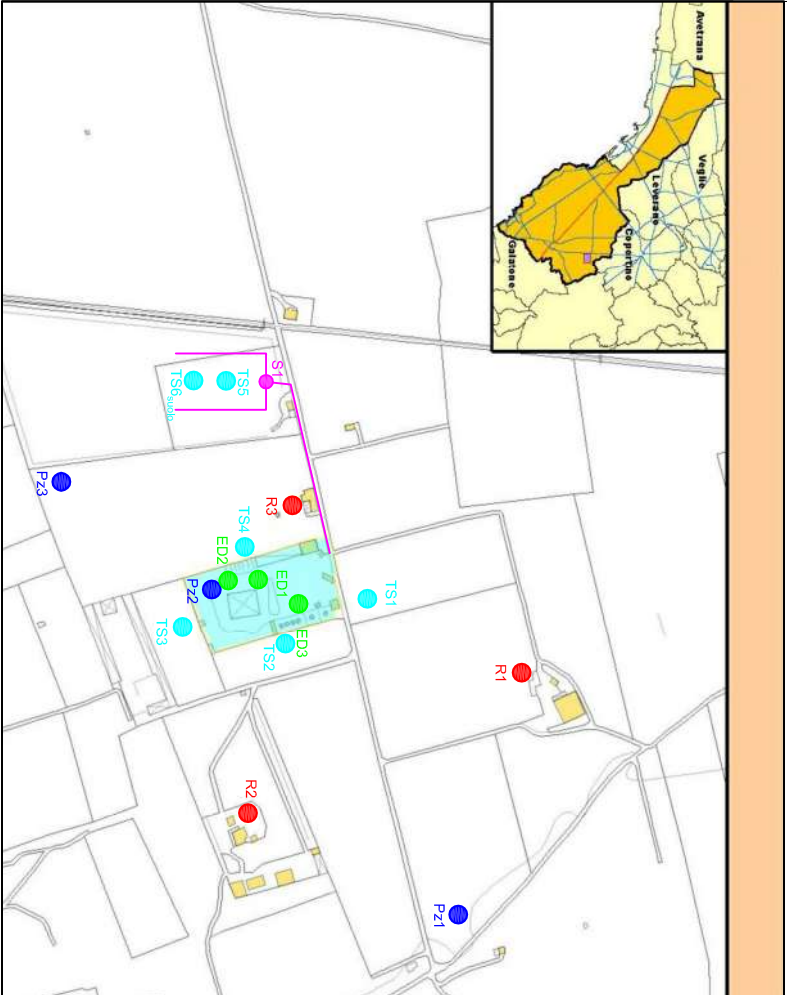 Avetrana
Veglie
Leverano
Copertino
Galatone
S1
TS5
TS6suolo
Pz3
R3
TS4
ED2
ED1
Pz2
ED3
TS1
TS3
TS2
R1
R2
Pz1